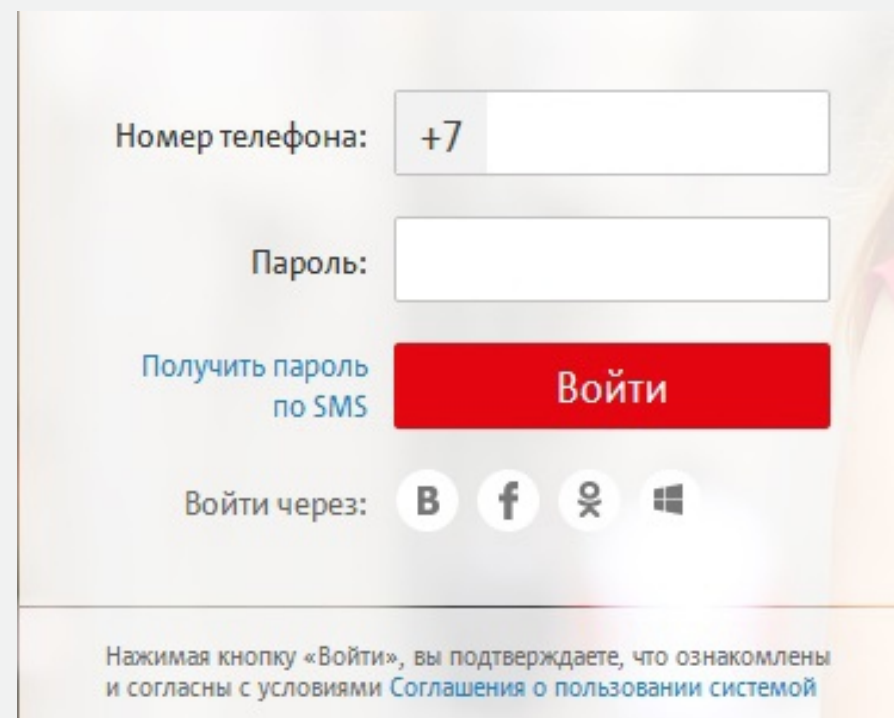 Номер телефона: +7
Пароль:
Получить пароль
по SMS
Войти
Войти через: В f
Нажимая кнопку «Войти», вы подтверждаете, что ознакомлены
и согласны с условиями Соглашения о пользовании системой